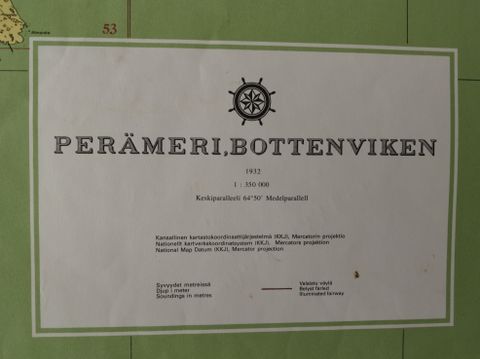 53
PERÄMERI, BOTTENVIKEN
1932
1 : 350 000
Keskiparalleeli 64°50' Medelparallell
Kansallinen kartastokoordinaattijärjestelmä (KKJ), Mercatorin projektio
Nationellt kartverkskoordinatsystem (KKJ), Mercators projektion
National Map Datum (KKJ), Mercator projection
Syvyydet metreissä
Djup i meter
Soundings in metres
Valaistu väylä
Belyst farled
Illuminated fairway